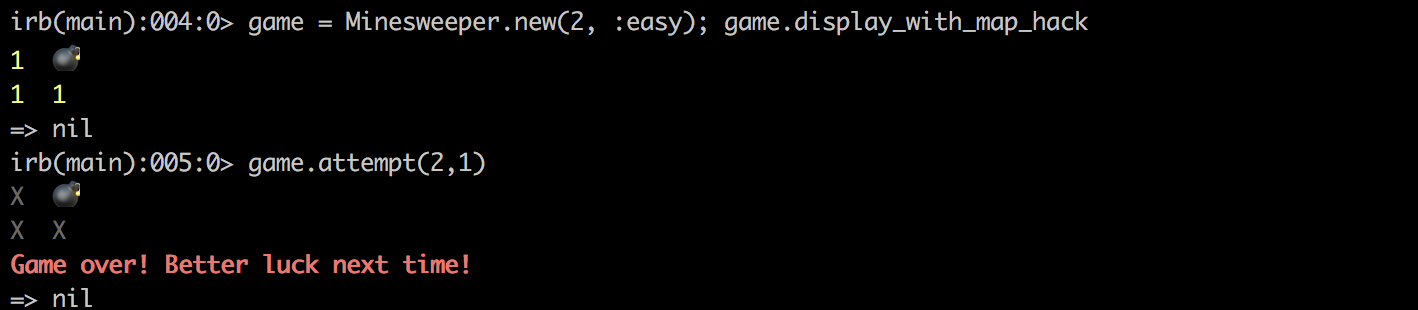 irb(main):004:0> game = Minesweeper.new(2, :easy); game.display_with_map_hack
1 💣
1 1
=> nil
irb(main):005:0> game.attempt(2,1)
X 💣
X X
Game over! Better luck next time!
=> nil